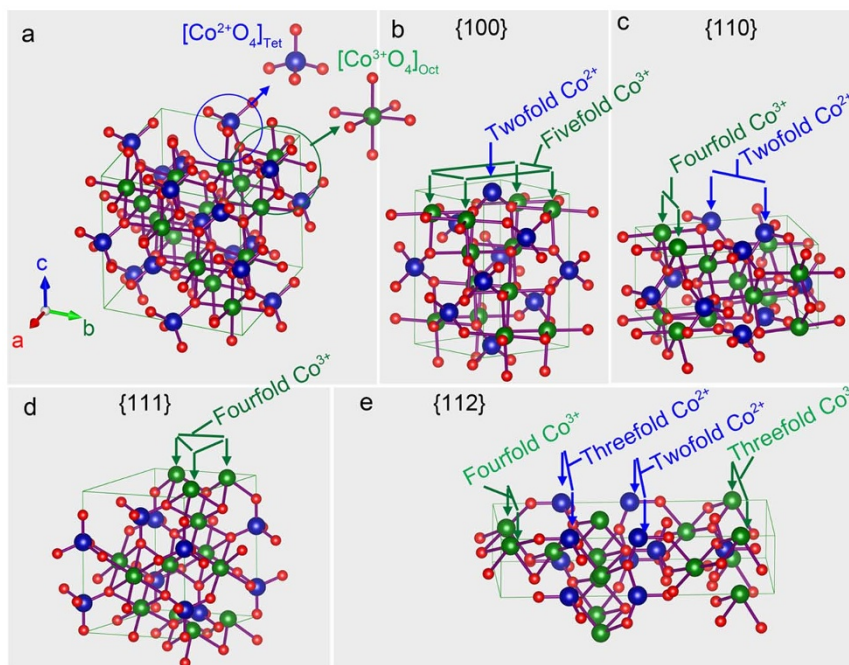 a
[Co²⁺O₄]Tet
[Co³⁺O₄]Oct
c
b
a
b
{100}
Twofold Co²⁺
Fivefold Co³⁺
c
{110}
Fourfold Co³⁺
Twofold Co²⁺
d
{111}
Fourfold Co³⁺
e
{112}
Fourfold Co³⁺
Threefold Co²⁺
Twofold Co²⁺
Threefold Co³⁺